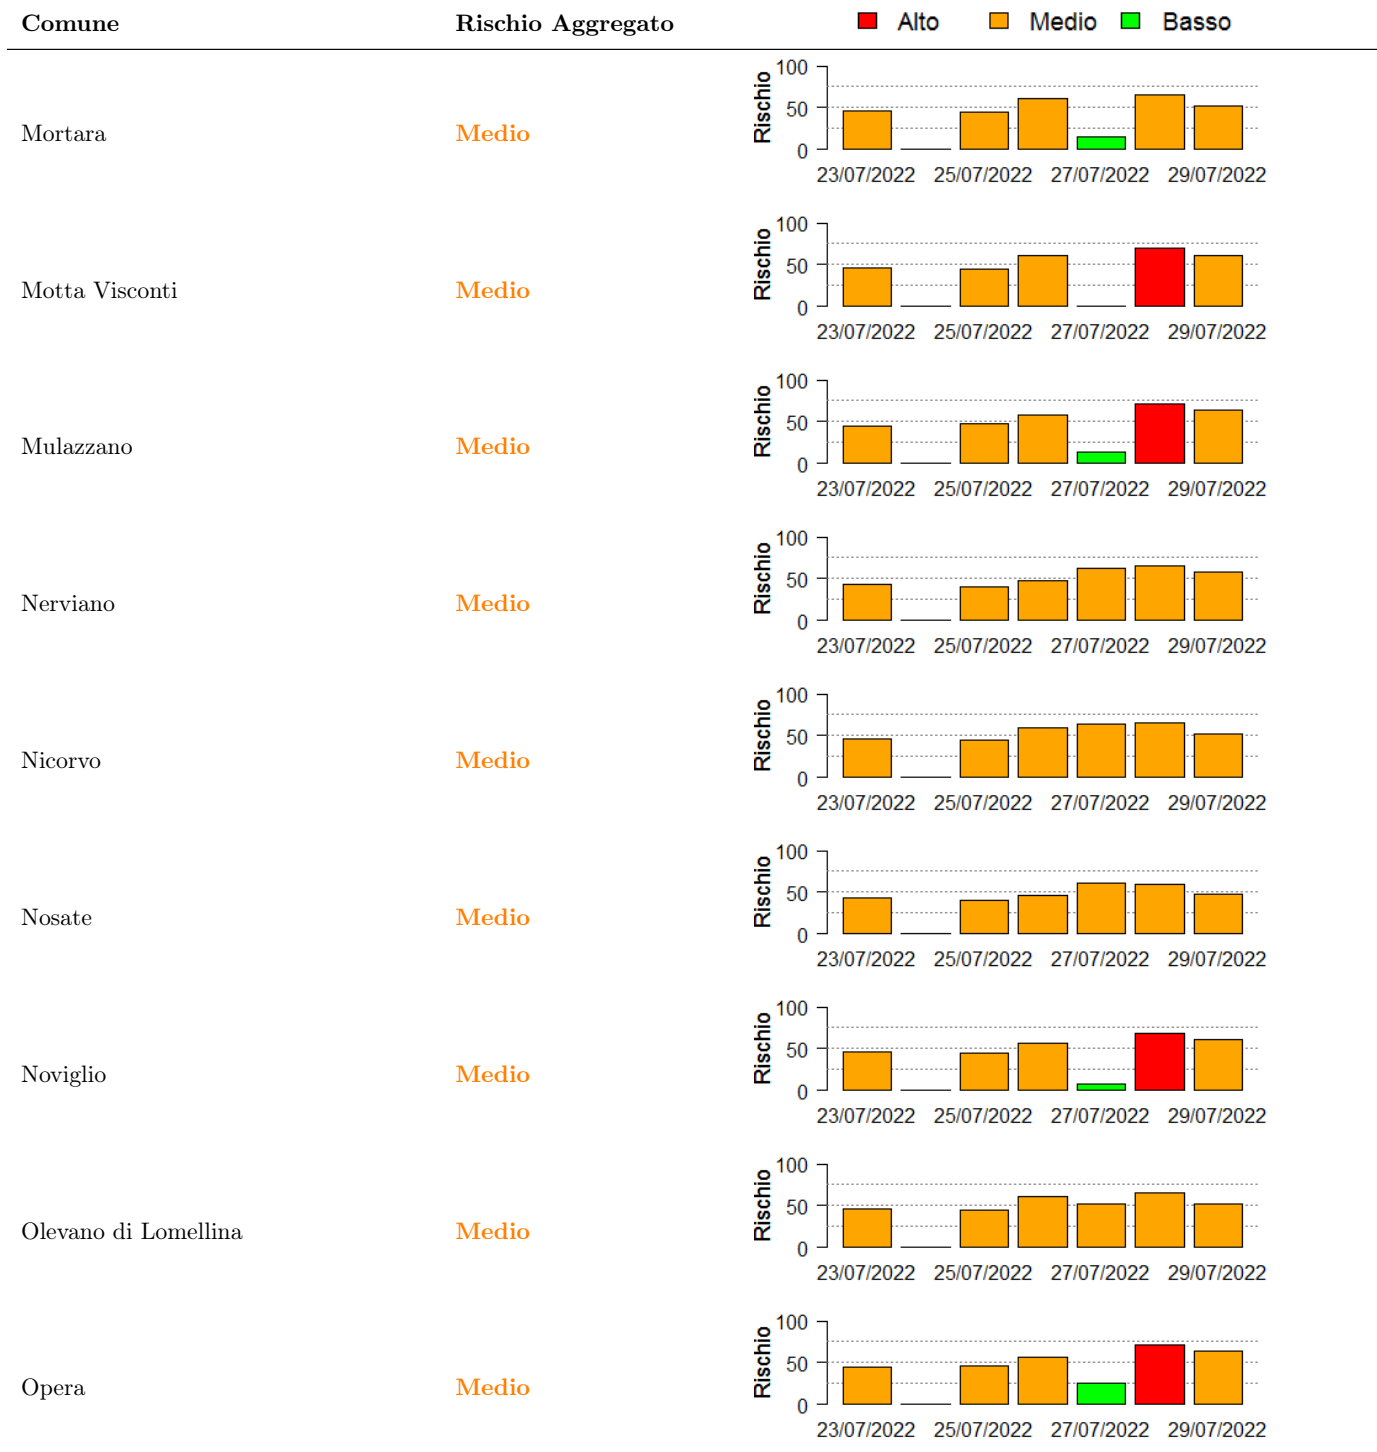 Comune Rischio Aggregato Alto Medio Basso
100
50
0
Rischio
Mortara Medio
23/07/2022 25/07/2022 27/07/2022 29/07/2022
100
50
0
Rischio
Motta Visconti Medio
23/07/2022 25/07/2022 27/07/2022 29/07/2022
100
50
0
Rischio
Mulazzano Medio
23/07/2022 25/07/2022 27/07/2022 29/07/2022
100
50
0
Rischio
Nerviano Medio
23/07/2022 25/07/2022 27/07/2022 29/07/2022
100
50
0
Rischio
Nicorvo Medio
23/07/2022 25/07/2022 27/07/2022 29/07/2022
100
50
0
Rischio
Nosate Medio
23/07/2022 25/07/2022 27/07/2022 29/07/2022
100
50
0
Rischio
Noviglio Medio
23/07/2022 25/07/2022 27/07/2022 29/07/2022
100
50
0
Rischio
Olevano di Lomellina Medio
23/07/2022 25/07/2022 27/07/2022 29/07/2022
100
50
0
Rischio
Opera Medio
23/07/2022 25/07/2022 27/07/2022 29/07/2022